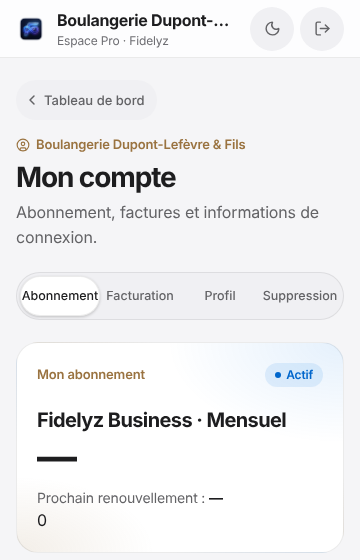 Boulangerie Dupont-…
Espace Pro · Fidelyz
Tableau de bord
Boulangerie Dupont-Lefèvre & Fils
Mon compte
Abonnement, factures et informations de
connexion.
Abonnement Facturation Profil Suppression
Mon abonnement
Actif
Fidelyz Business · Mensuel
—
Prochain renouvellement : —
0